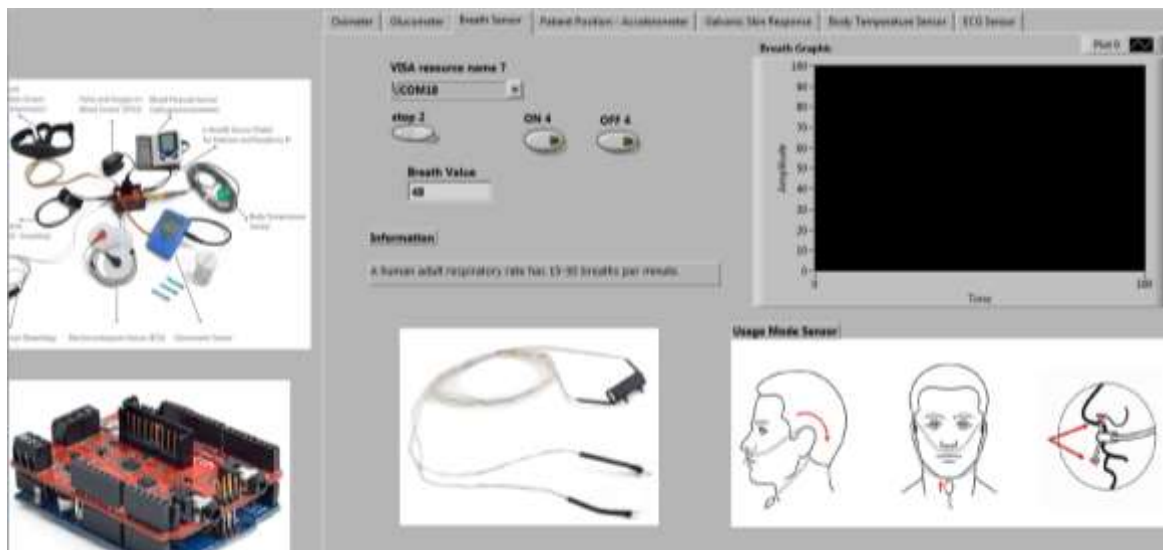 Oximeter Glucometer Breath Sensor Patient Position - Accelerometer Galvanic Skin Response Body Temperature Sensor ECG Sensor
VISA resource name 7
COM18
stop 2
ON 4
OFF 4
Breath Value
48
Information
A human adult respiratory rate has 15-30 breaths per minute.
Breath Graphic
Plot 0
Amplitude
100
90
80
70
60
50
40
30
20
10
0
0
100
Time
Usage Mode Sensor
Body Temperature
Sensor